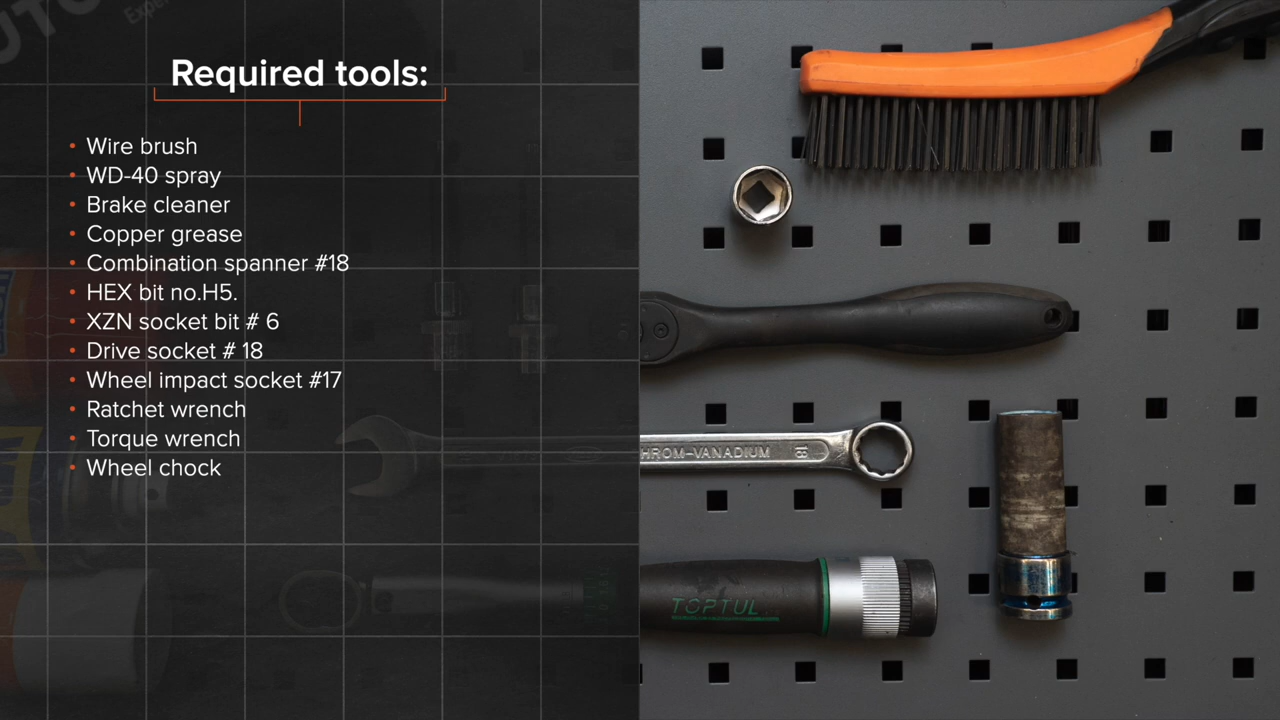 Required tools:
• Wire brush
• WD-40 spray
• Brake cleaner
• Copper grease
• Combination spanner #18
• HEX bit no.H5.
• XZN socket bit # 6
• Drive socket # 18
• Wheel impact socket #17
• Ratchet wrench
• Torque wrench
• Wheel chock
HROM-VANADIUM 18
TOPTUL